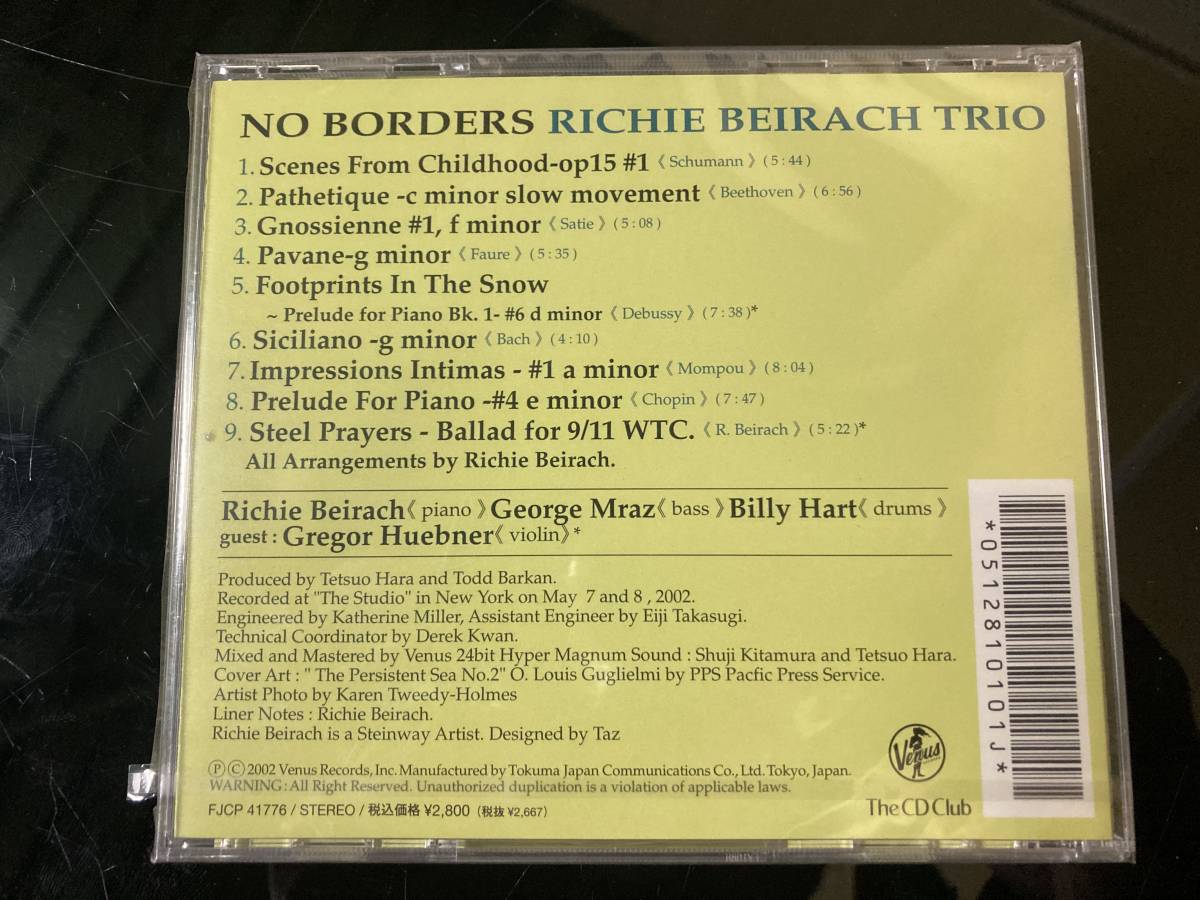 NO BORDERS RICHIE BEIRACH TRIO
1. Scenes From Childhood-op15 #1 《 Schumann 》 ( 5 : 44 )
2. Pathetique -c minor slow movement 《 Beethoven 》 ( 6 : 56 )
3. Gnossienne #1, f minor 《 Satie 》 ( 5 : 08 )
4. Pavane-g minor 《 Faure 》 ( 5 : 35 )
5. Footprints In The Snow
~ Prelude for Piano Bk. 1- #6 d minor 《 Debussy 》 ( 7 : 38 )*
6. Siciliano -g minor 《 Bach 》 ( 4 : 10 )
7. Impressions Intimas - #1 a minor 《 Mompou 》 ( 8 : 04 )
8. Prelude For Piano -#4 e minor 《 Chopin 》 ( 7 : 47 )
9. Steel Prayers - Ballad for 9/11 WTC. 《 R. Beirach 》 ( 5 : 22 )*
All Arrangements by Richie Beirach.
Richie Beirach《 piano 》George Mraz《 bass 》Billy Hart《 drums 》
guest : Gregor Huebner《 violin》*
Produced by Tetsuo Hara and Todd Barkan.
Recorded at "The Studio" in New York on May 7 and 8 , 2002.
Engineered by Katherine Miller, Assistant Engineer by Eiji Takasugi.
Technical Coordinator by Derek Kwan.
Mixed and Mastered by Venus 24bit Hyper Magnum Sound : Shuji Kitamura and Tetsuo Hara.
Cover Art : " The Persistent Sea No.2" O. Louis Guglielmi by PPS Pacfic Press Service.
Artist Photo by Karen Tweedy-Holmes
Liner Notes : Richie Beirach.
Richie Beirach is a Steinway Artist. Designed by Taz
Ⓟ Ⓒ 2002 Venus Records, Inc. Manufactured by Tokuma Japan Communications Co., Ltd. Tokyo, Japan.
WARNING: All Right Reserved. Unauthorized duplication is a violation of applicable laws.
FJCP 41776 / STEREO / 税込価格 ¥2,800 (税抜 ¥2,667)
Venus
The CD Club
*0512810101J*